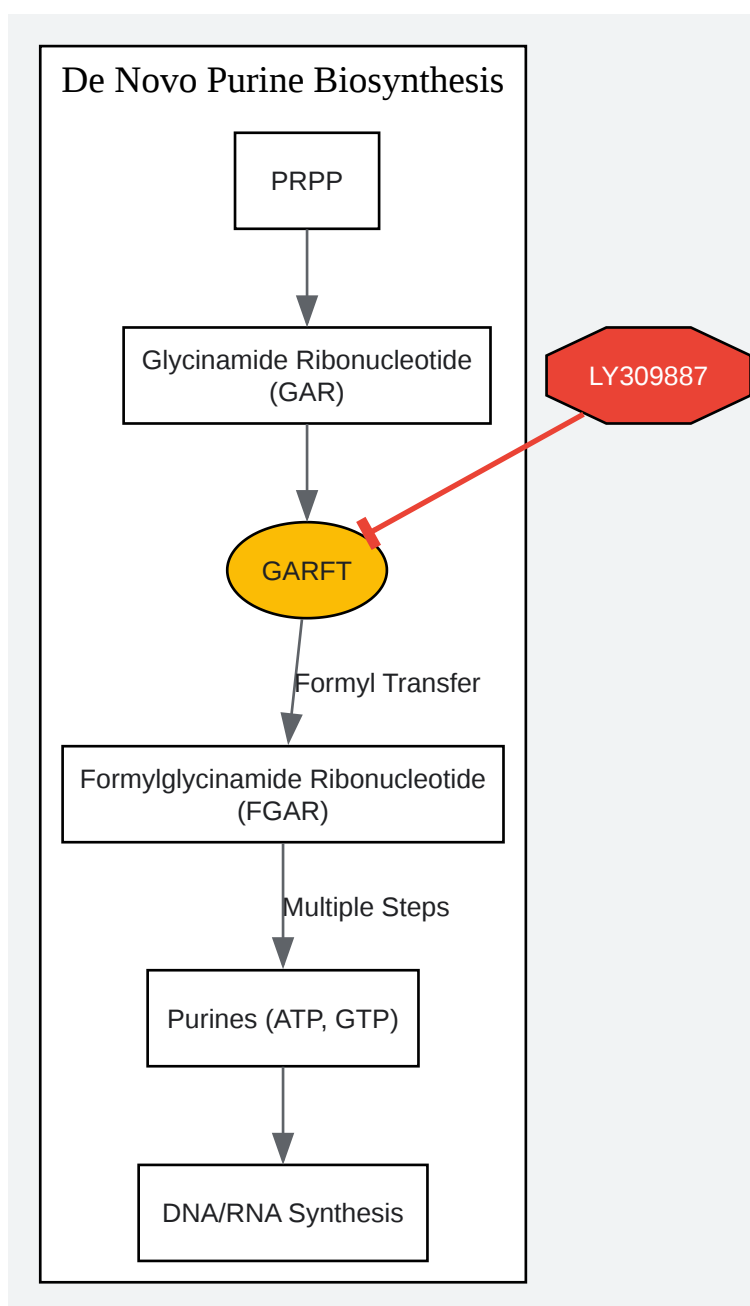 De Novo Purine Biosynthesis
PRPP
Glycinamide Ribonucleotide
(GAR)
LY309887
GARFT
Formyl Transfer
Formylglycinamide Ribonucleotide
(FGAR)
Multiple Steps
Purines (ATP, GTP)
DNA/RNA Synthesis